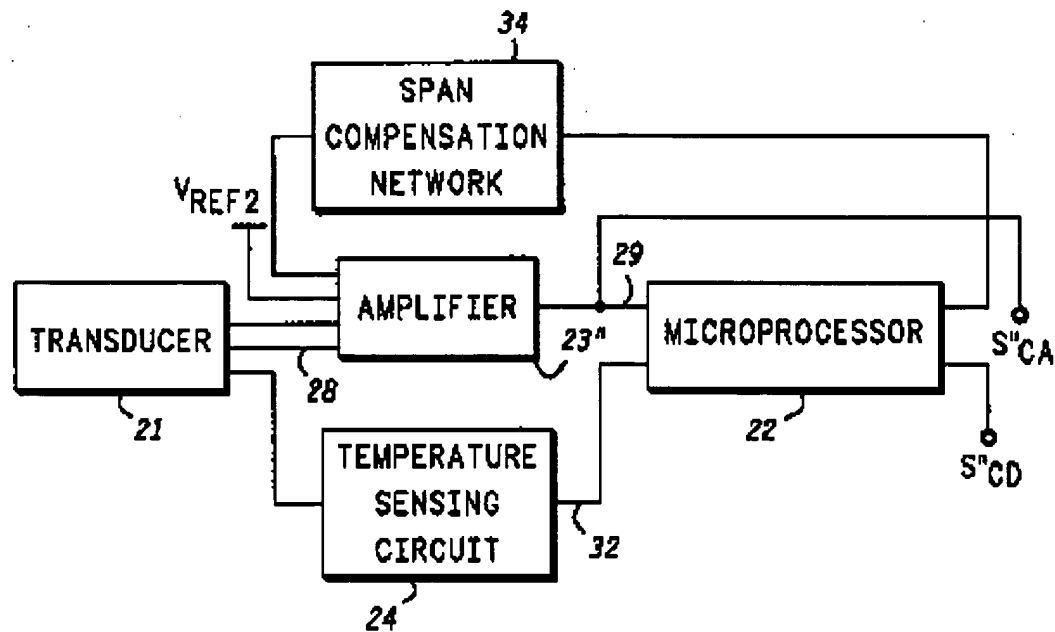 34
SPAN
COMPENSATION
NETWORK
VREF2
29
AMPLIFIER
TRANSDUCER
MICROPROCESSOR
23"
S"CA
28
21
22
S"CD
TEMPERATURE
SENSING
CIRCUIT
32
24